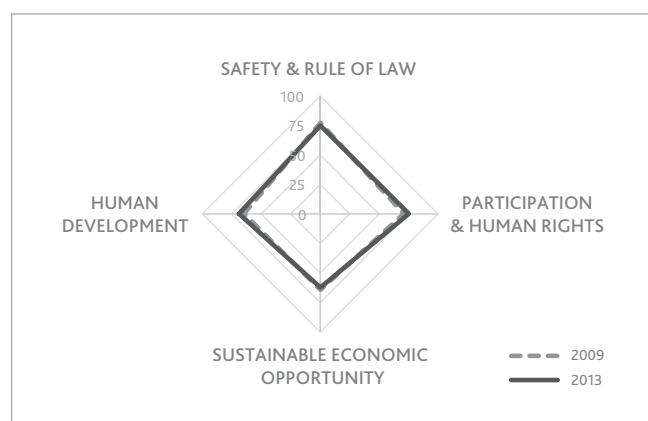 SAFETY & RULE OF LAW
100
75
50
25
0
HUMAN
DEVELOPMENT
PARTICIPATION
& HUMAN RIGHTS
SUSTAINABLE ECONOMIC
OPPORTUNITY
2009
2013